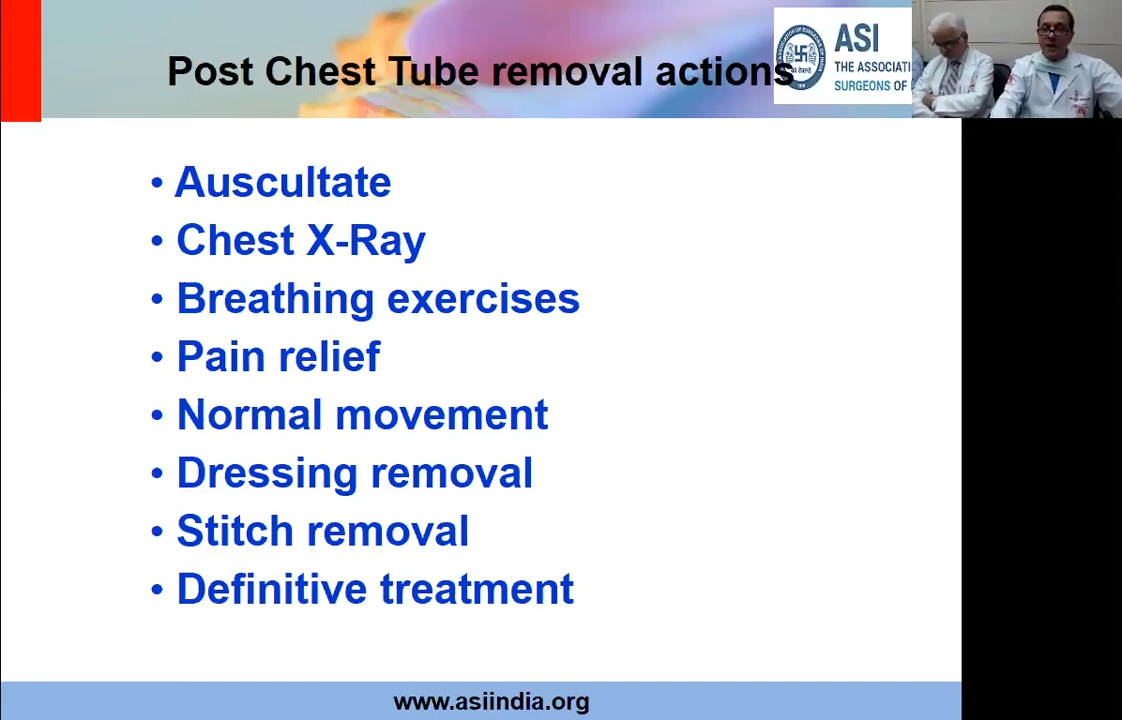 Post Chest Tube removal actions
ASI
THE ASSOCIATI
SURGEONS OF
• Auscultate
• Chest X-Ray
• Breathing exercises
• Pain relief
• Normal movement
• Dressing removal
• Stitch removal
• Definitive treatment
www.asiindia.org